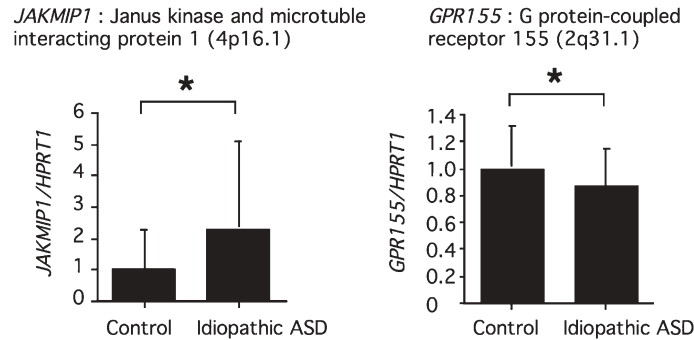 JAKMIP1 : Janus kinase and microtuble
interacting protein 1 (4p16.1)
*
JAKMIP1/HPRT1
6
5
4
3
2
1
0
Control
Idiopathic ASD
GPR155 : G protein-coupled
receptor 155 (2q31.1)
*
GPR155/HPRT1
1.4
1.2
1.0
0.8
0.6
0.4
0.2
0
Control
Idiopathic ASD